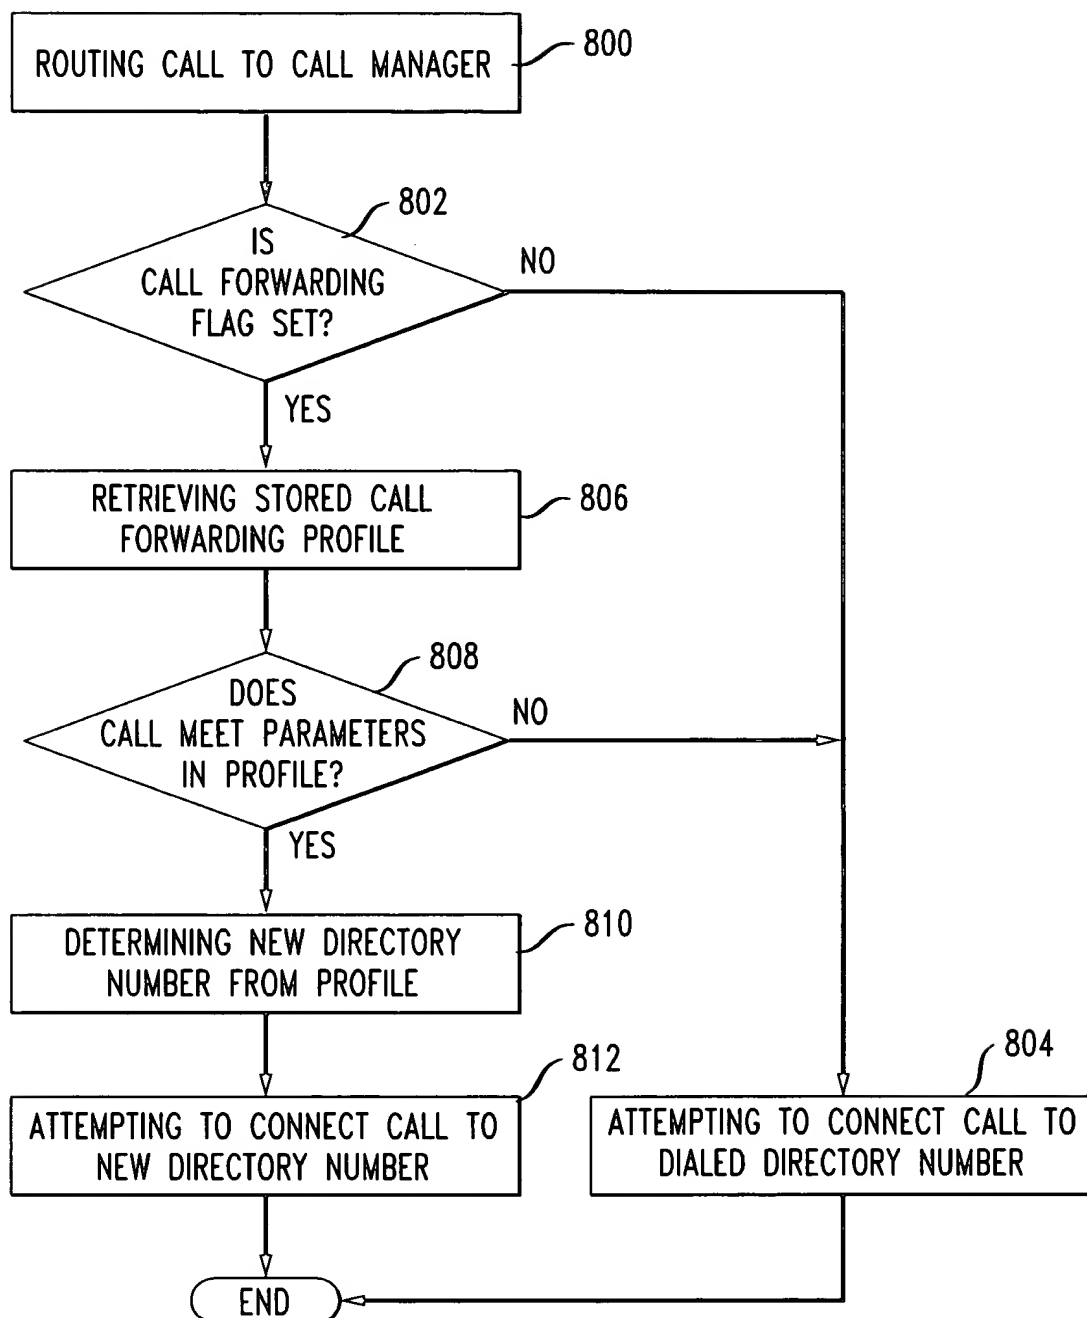 ROUTING CALL TO CALL MANAGER
800
802
IS
CALL FORWARDING
FLAG SET?
NO
YES
RETRIEVING STORED CALL
FORWARDING PROFILE
806
808
DOES
CALL MEET PARAMETERS
IN PROFILE?
NO
YES
DETERMINING NEW DIRECTORY
NUMBER FROM PROFILE
810
812
ATTEMPTING TO CONNECT CALL TO
NEW DIRECTORY NUMBER
804
ATTEMPTING TO CONNECT CALL TO
DIALED DIRECTORY NUMBER
END